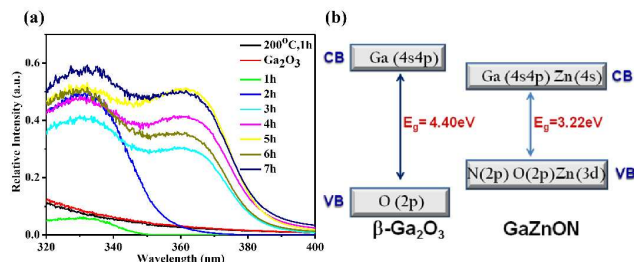 (a)
Relative Intensity (a.u.)
0.6
0.4
0.2
0.0
320
340
360
380
400
Wavelength (nm)
200°C,1h
Ga₂O₃
1h
2h
3h
4h
5h
6h
7h
(b)
CB
Ga (4s4p)
Ga (4s4p) Zn (4s)
CB
Eg= 4.40eV
Eg=3.22eV
N(2p) O(2p)Zn(3d)
VB
VB
O (2p)
β-Ga₂O₃
GaZnON